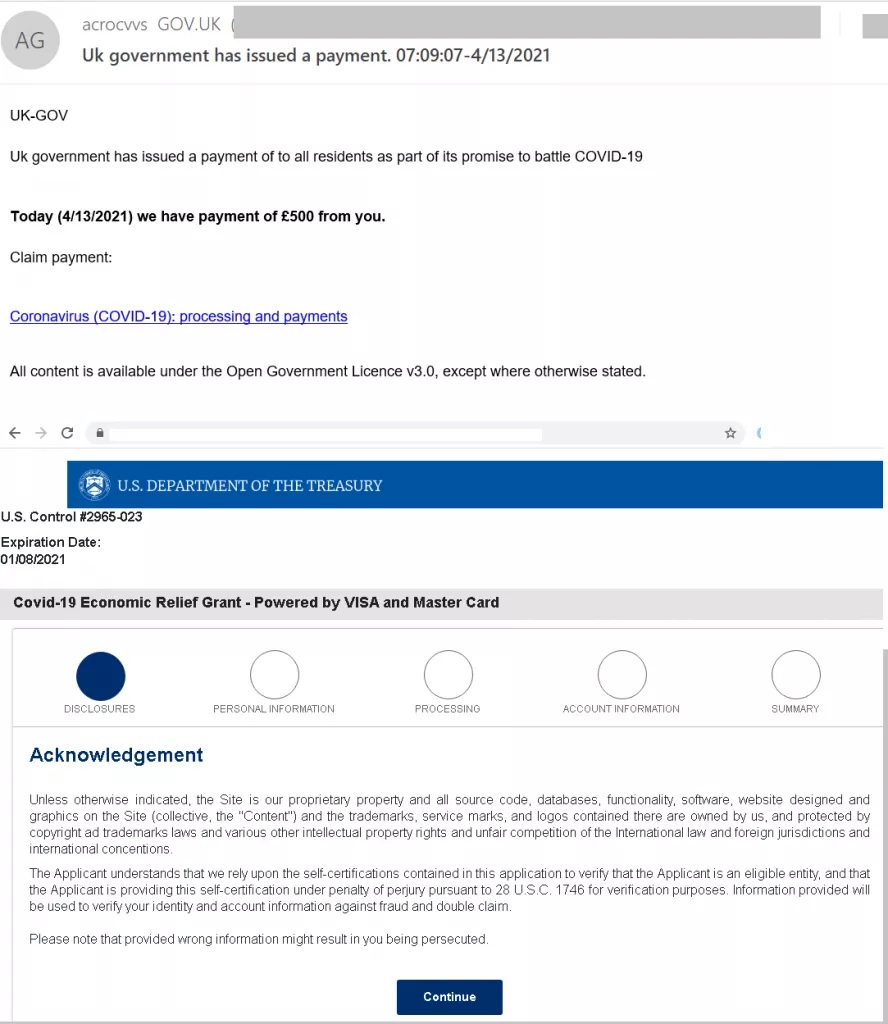 AG
acrocvvs GOV.UK (
Uk government has issued a payment. 07:09:07-4/13/2021
UK-GOV
Uk government has issued a payment of to all residents as part of its promise to battle COVID-19
Today (4/13/2021) we have payment of £500 from you.
Claim payment:
Coronavirus (COVID-19): processing and payments
All content is available under the Open Government Licence v3.0, except where otherwise stated.
U.S. DEPARTMENT OF THE TREASURY
U.S. Control #2965-023
Expiration Date:
01/08/2021
Covid-19 Economic Relief Grant - Powered by VISA and Master Card
DISCLOSURES
PERSONAL INFORMATION
PROCESSING
ACCOUNT INFORMATION
SUMMARY
Acknowledgement
Unless otherwise indicated, the Site is our proprietary property and all source code, databases, functionality, software, website designed and
graphics on the Site (collective, the "Content") and the trademarks, service marks, and logos contained there are owned by us, and protected by
copyright ad trademarks laws and various other intellectual property rights and unfair competition of the International law and foreign jurisdictions and
international concentions.
The Applicant understands that we rely upon the self-certifications contained in this application to verify that the Applicant is an eligible entity, and that
the Applicant is providing this self-certification under penalty of perjury pursuant to 28 U.S.C. 1746 for verification purposes. Information provided will
be used to verify your identity and account information against fraud and double claim.
Please note that provided wrong information might result in you being persecuted.
Continue